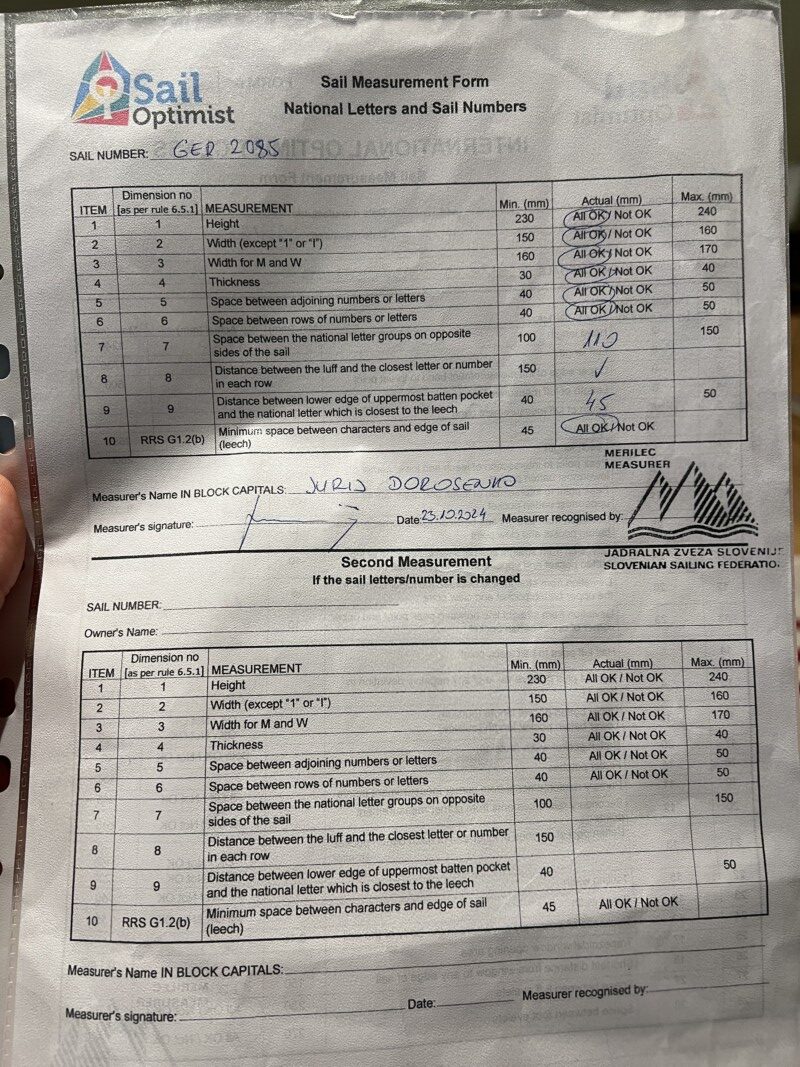 Sail
Optimist
Sail Measurement Form
National Letters and Sail Numbers
SAIL NUMBER: GER 2085
ITEM Dimension no [as per rule 6.5.1] MEASUREMENT Min. (mm) Actual (mm) Max. (mm)
1 1 Height 230 All OK / Not OK 240
2 2 Width (except "1" or "I") 150 All OK / Not OK 160
3 3 Width for M and W 160 All OK / Not OK 170
4 4 Thickness 30 All OK / Not OK 40
5 5 Space between adjoining numbers or letters 40 All OK / Not OK 50
6 6 Space between rows of numbers or letters 40 All OK / Not OK 50
7 7 Space between the national letter groups on opposite sides of the sail 100 110 150
8 8 Distance between the luff and the closest letter or number in each row 150 ✓
9 9 Distance between lower edge of uppermost batten pocket and the national letter which is closest to the leech 40 45 50
10 RRS G1.2(b) Minimum space between characters and edge of sail (leech) 45 All OK / Not OK
MERILEC
MEASURER
Measurer's Name IN BLOCK CAPITALS: JURIJ DOROSENKO
Measurer's signature: Date 23.10.2024 Measurer recognised by:
JADRALNA ZVEZA SLOVENIJE
SLOVENIAN SAILING FEDERATIO
Second Measurement
If the sail letters/number is changed
SAIL NUMBER:
Owner's Name:
ITEM Dimension no [as per rule 6.5.1] MEASUREMENT Min. (mm) Actual (mm) Max. (mm)
1 1 Height 230 All OK / Not OK 240
2 2 Width (except "1" or "I") 150 All OK / Not OK 160
3 3 Width for M and W 160 All OK / Not OK 170
4 4 Thickness 30 All OK / Not OK 40
5 5 Space between adjoining numbers or letters 40 All OK / Not OK 50
6 6 Space between rows of numbers or letters 40 All OK / Not OK 50
7 7 Space between the national letter groups on opposite sides of the sail 100 150
8 8 Distance between the luff and the closest letter or number in each row 150
9 9 Distance between lower edge of uppermost batten pocket and the national letter which is closest to the leech 40 50
10 RRS G1.2(b) Minimum space between characters and edge of sail (leech) 45 All OK / Not OK
Measurer's Name IN BLOCK CAPITALS:
Measurer's signature: Date: Measurer recognised by: